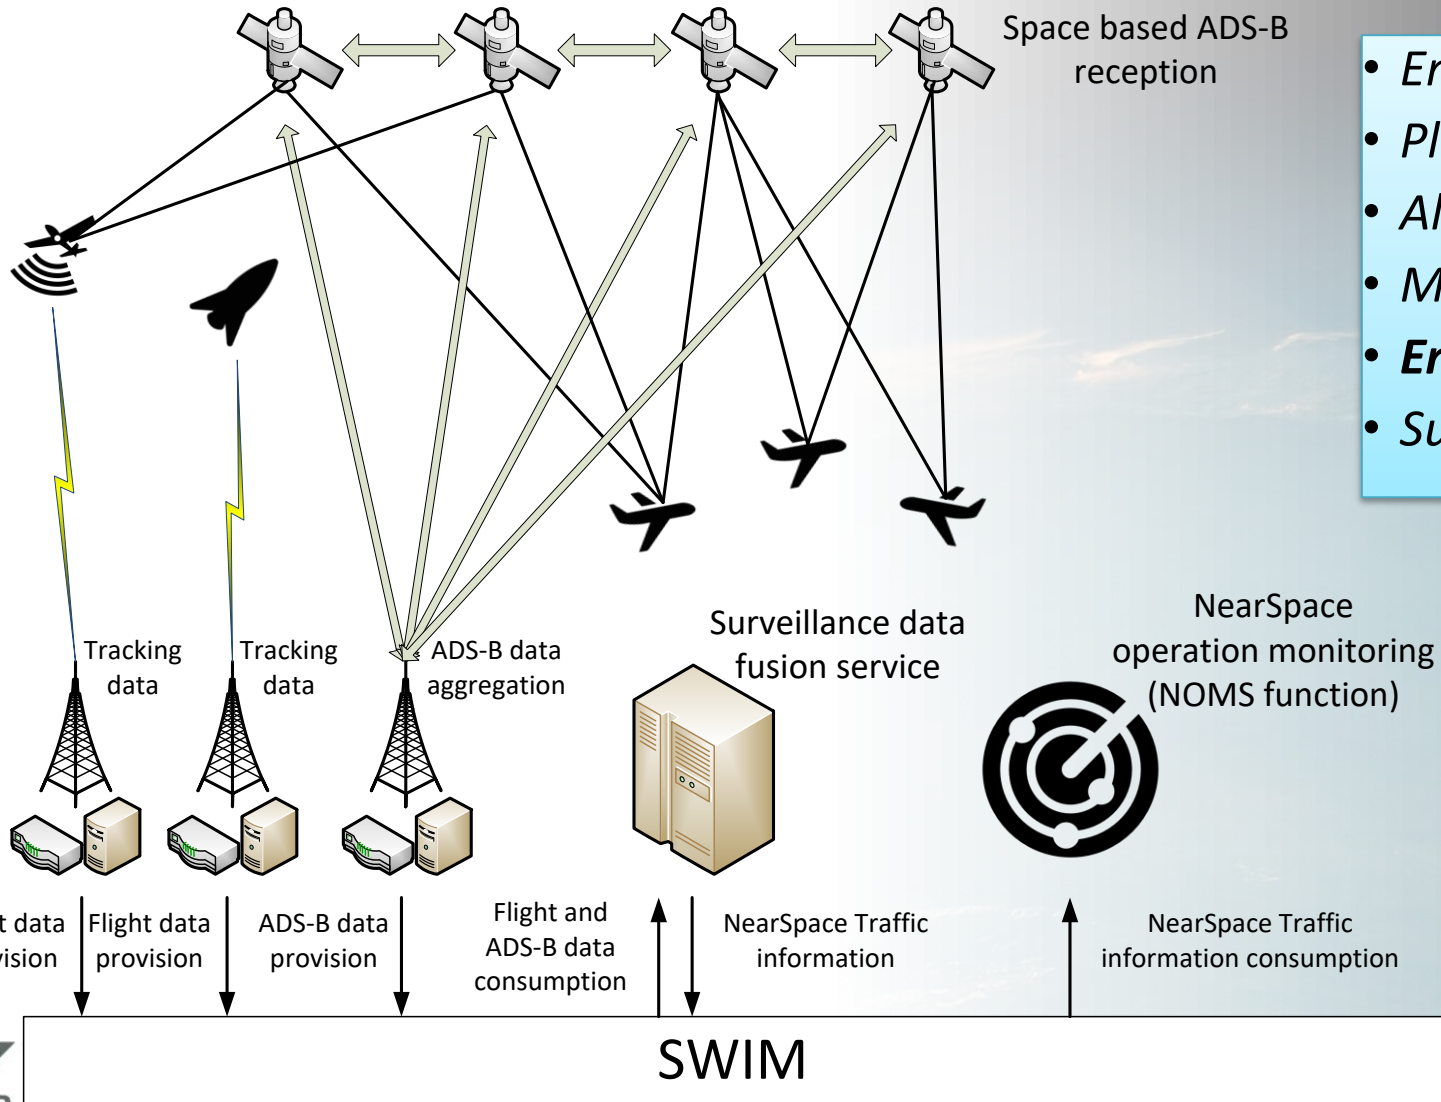 Space based ADS-B
reception
Surveillance data
fusion service
NearSpace
operation monitoring
(NOMS function)
Tracking
data
Tracking
data
ADS-B data
aggregation
data
Flight data
provision
ADS-B data
provision
Flight and
ADS-B data
consumption
NearSpace Traffic
information
NearSpace Traffic
information consumption
SWIM